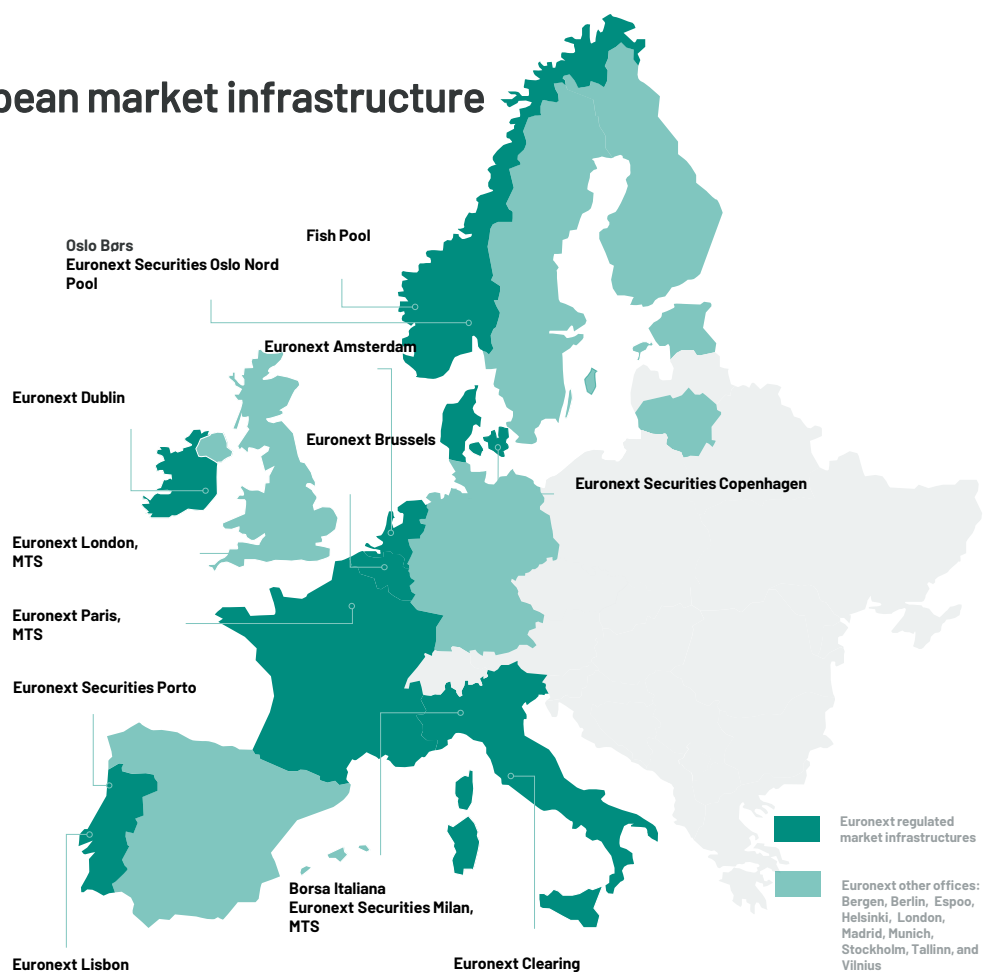 pean market infrastructure
Fish Pool
Oslo Børs
Euronext Securities Oslo Nord
Pool
Euronext Amsterdam
Euronext Dublin
Euronext Brussels
Euronext Securities Copenhagen
Euronext London,
MTS
Euronext Paris,
MTS
Euronext Securities Porto
Euronext regulated
market infrastructures
Euronext other offices:
Bergen, Berlin, Espoo,
Helsinki, London,
Madrid, Munich,
Stockholm, Tallinn, and
Vilnius
Borsa Italiana
Euronext Securities Milan,
MTS
Euronext Lisbon
Euronext Clearing